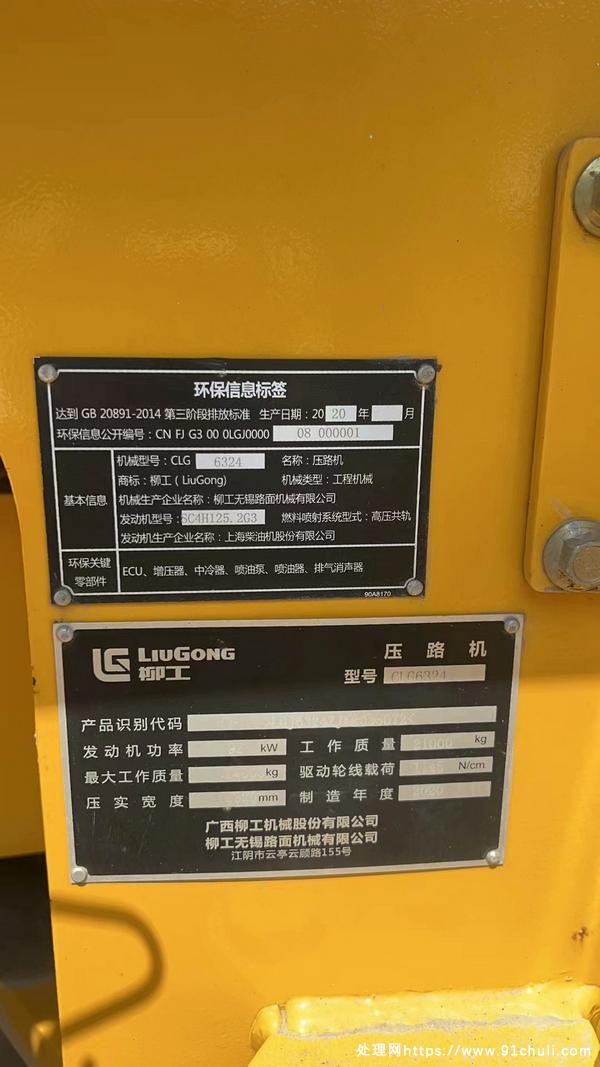 环保信息标签
达到 GB 20891-2014 第三阶段排放标准 生产日期：20 20 年 月
环保信息公开编号：CN FJ G3 00 0LGJ0000 08 000001
基本信息
机械型号：CLG 6324 名称：压路机
商标：柳工（LiuGong） 机械类型：工程机械
机械生产企业名称：柳工无锡路面机械有限公司
发动机型号：SC4H125.2G3 燃料喷射系统型式：高压共轨
发动机生产企业名称：上海柴油机股份有限公司
环保关键
零部件
ECU、增压器、中冷器、喷油泵、喷油器、排气消声器
90A8170
LG LIUGONG
柳工
压路机
型号 CLG6324
产品识别代码
发动机功率 92 kW 工作质量 21000 kg
最大工作质量 kg 驱动轮线载荷 N/cm
压实宽度 mm 制造年度 2020
广西柳工机械股份有限公司
柳工无锡路面机械有限公司
江阴市云亭云顾路155号
处理网https://www.91chuli.com